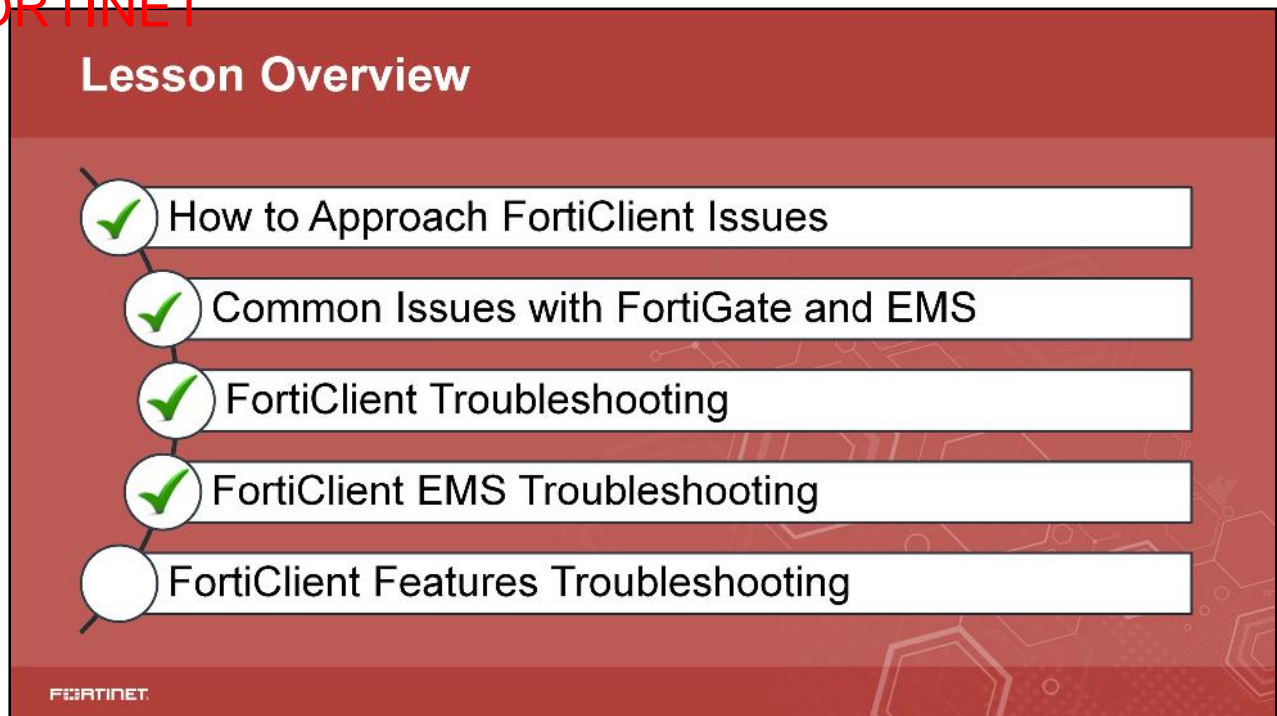 ORTINET
Lesson Overview
How to Approach FortiClient Issues
Common Issues with FortiGate and EMS
FortiClient Troubleshooting
FortiClient EMS Troubleshooting
FortiClient Features Troubleshooting
FORTINET